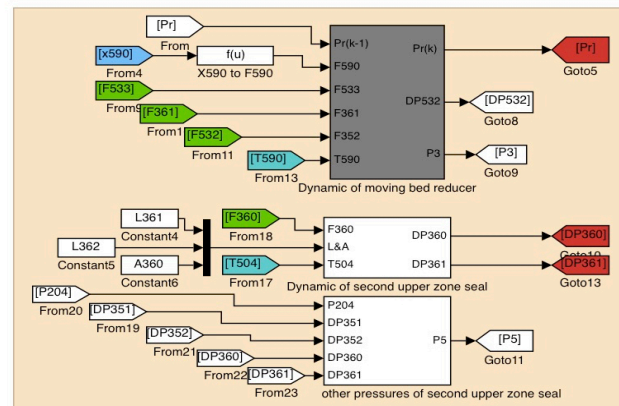 [Pr]
From
[x590]
From4
f(u)
X590 to F590
[F533]
From9
[F361]
From1
[F532]
From11
[T590]
From13
Pr(k-1)
F590
F533
F361
F352
T590
Pr(k)
DP532
P3
Dynamic of moving bed reducer
[Pr]
Goto5
[DP532]
Goto8
[P3]
Goto9
L361
Constant4
L362
Constant5
A360
Constant6
[F360]
From18
[T504]
From17
F360
L&A
T504
DP360
DP361
Dynamic of second upper zone seal
[DP360]
Goto10
[DP361]
Goto13
[P204]
From20
[DP351]
From19
[DP352]
From21
[DP360]
From22
[DP361]
From23
P204
DP351
DP352
DP360
DP361
P5
other pressures of second upper zone seal
[P5]
Goto11